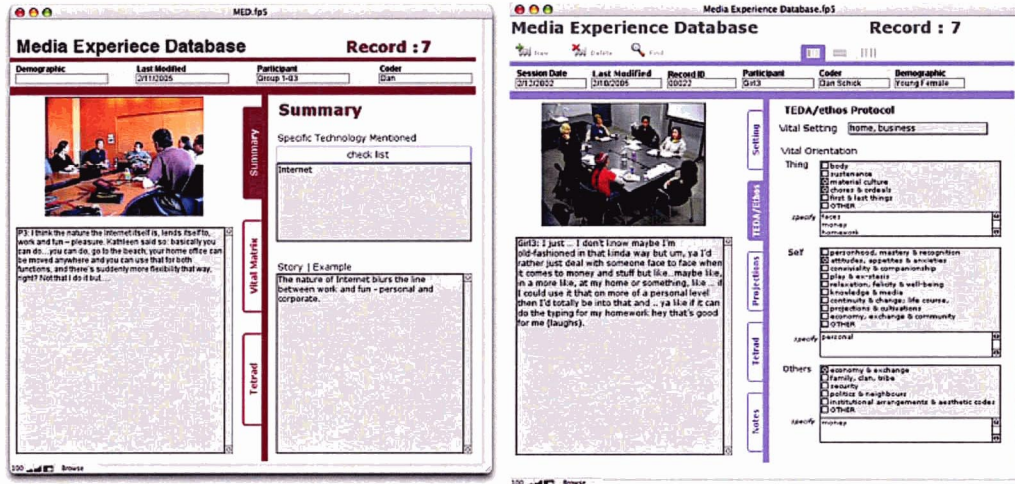 MED.fp5
Media Experiece Database
Record : 7
Demographic
Last Modified
Participant
Coder
2/11/2005
Group 1-G3
Dan
Summary
Vital Matrix
Tetrad
P3: I think the nature the Internet itself is, lends itself to,
work and fun – pleasure. Kathleen said so: basically you
can do...you can do, go to the beach, your home office can
be moved anywhere and you can use that for both
functions, and there's suddenly more flexibility that way,
right? Not that I do it but....
Summary
Specific Technology Mentioned
check list
Internet
Story | Example
The nature of Internet blurs the line
between work and fun - personal and
corporate.
100
Browse
Media Experience Database.fp5
Media Experience Database
Record : 7
New
Delete
Find
Session Date
Last Modified
Record ID
Participant
Coder
Demographic
2/12/2002
2/10/2005
00022
Girl3
Dan Schick
Young Female
Setting
TEDA/Ethos
Projections
Tetrad
Notes
Girl3: I just ... I don't know maybe I'm
old-fashioned in that kinda way but um, ya I'd
rather just deal with someone face to face when
it comes to money and stuff but like...maybe like,
in a more like, at my home or something, like ... if
I could use it that on more of a personal level
then I'd totally be into that and .. ya like if it can
do the typing for my homework hey that's good
for me (laughs).
TEDA/ethos Protocol
Vital Setting
home, business
Vital Orientation
Thing
body
sustenance
material culture
chores & ordeals
first & last things
OTHER
specify
faces
money
homework
Self
personhood, mastery & recognition
attitudes, appetites & anxieties
conviviality & companionship
play & ex-stasis
relaxation, felicity & well-being
knowledge & media
continuity & change; life course,
projections & cultivations
economy, exchange & community
OTHER
specify
personal
Others
economy & exchange
family, clan, tribe
security
politics & neighbours
institutional arrangements & aesthetic codes
OTHER
specify
money
100
Browse